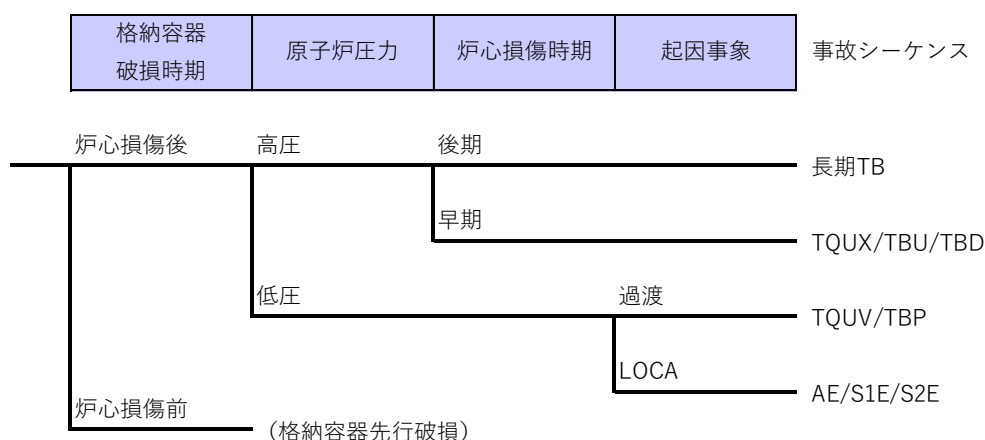 格納容器
破損時期
原子炉圧力
炉心損傷時期
起因事象
事故シーケンス
炉心損傷後
高圧
後期
長期TB
早期
TQUX/TBU/TBD
低圧
過渡
TQUV/TBP
LOCA
AE/S1E/S2E
炉心損傷前
（格納容器先行破損）